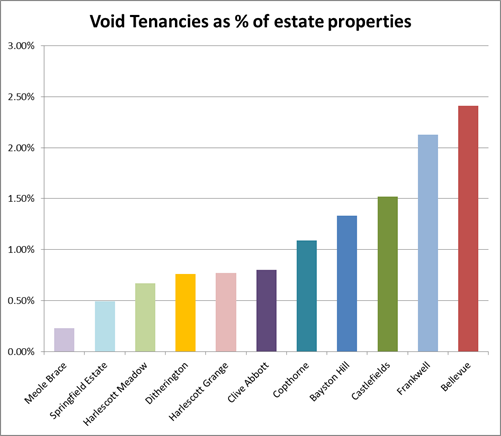 Void Tenancies as % of estate properties
3.00%
2.50%
2.00%
1.50%
1.00%
0.50%
0.00%
Meole Brace
Springfield Estate
Harlescott Meadow
Ditherington
Harlescott Grange
Clive Abbott
Copthorne
Bayston Hill
Castlefields
Frankwell
Bellevue